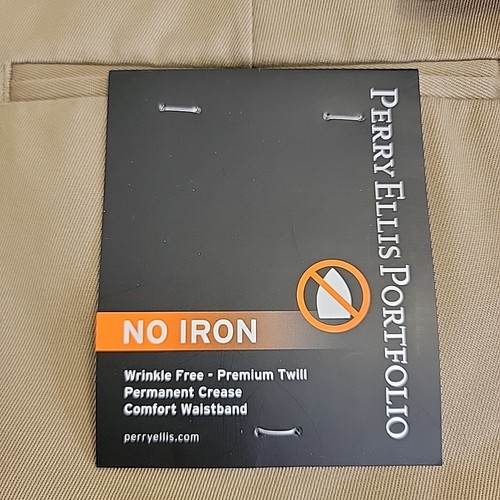 PERRY ELLIS PORTFOLIO
NO IRON
Wrinkle Free - Premium Twill
Permanent Crease
Comfort Waistband
perryellis.com